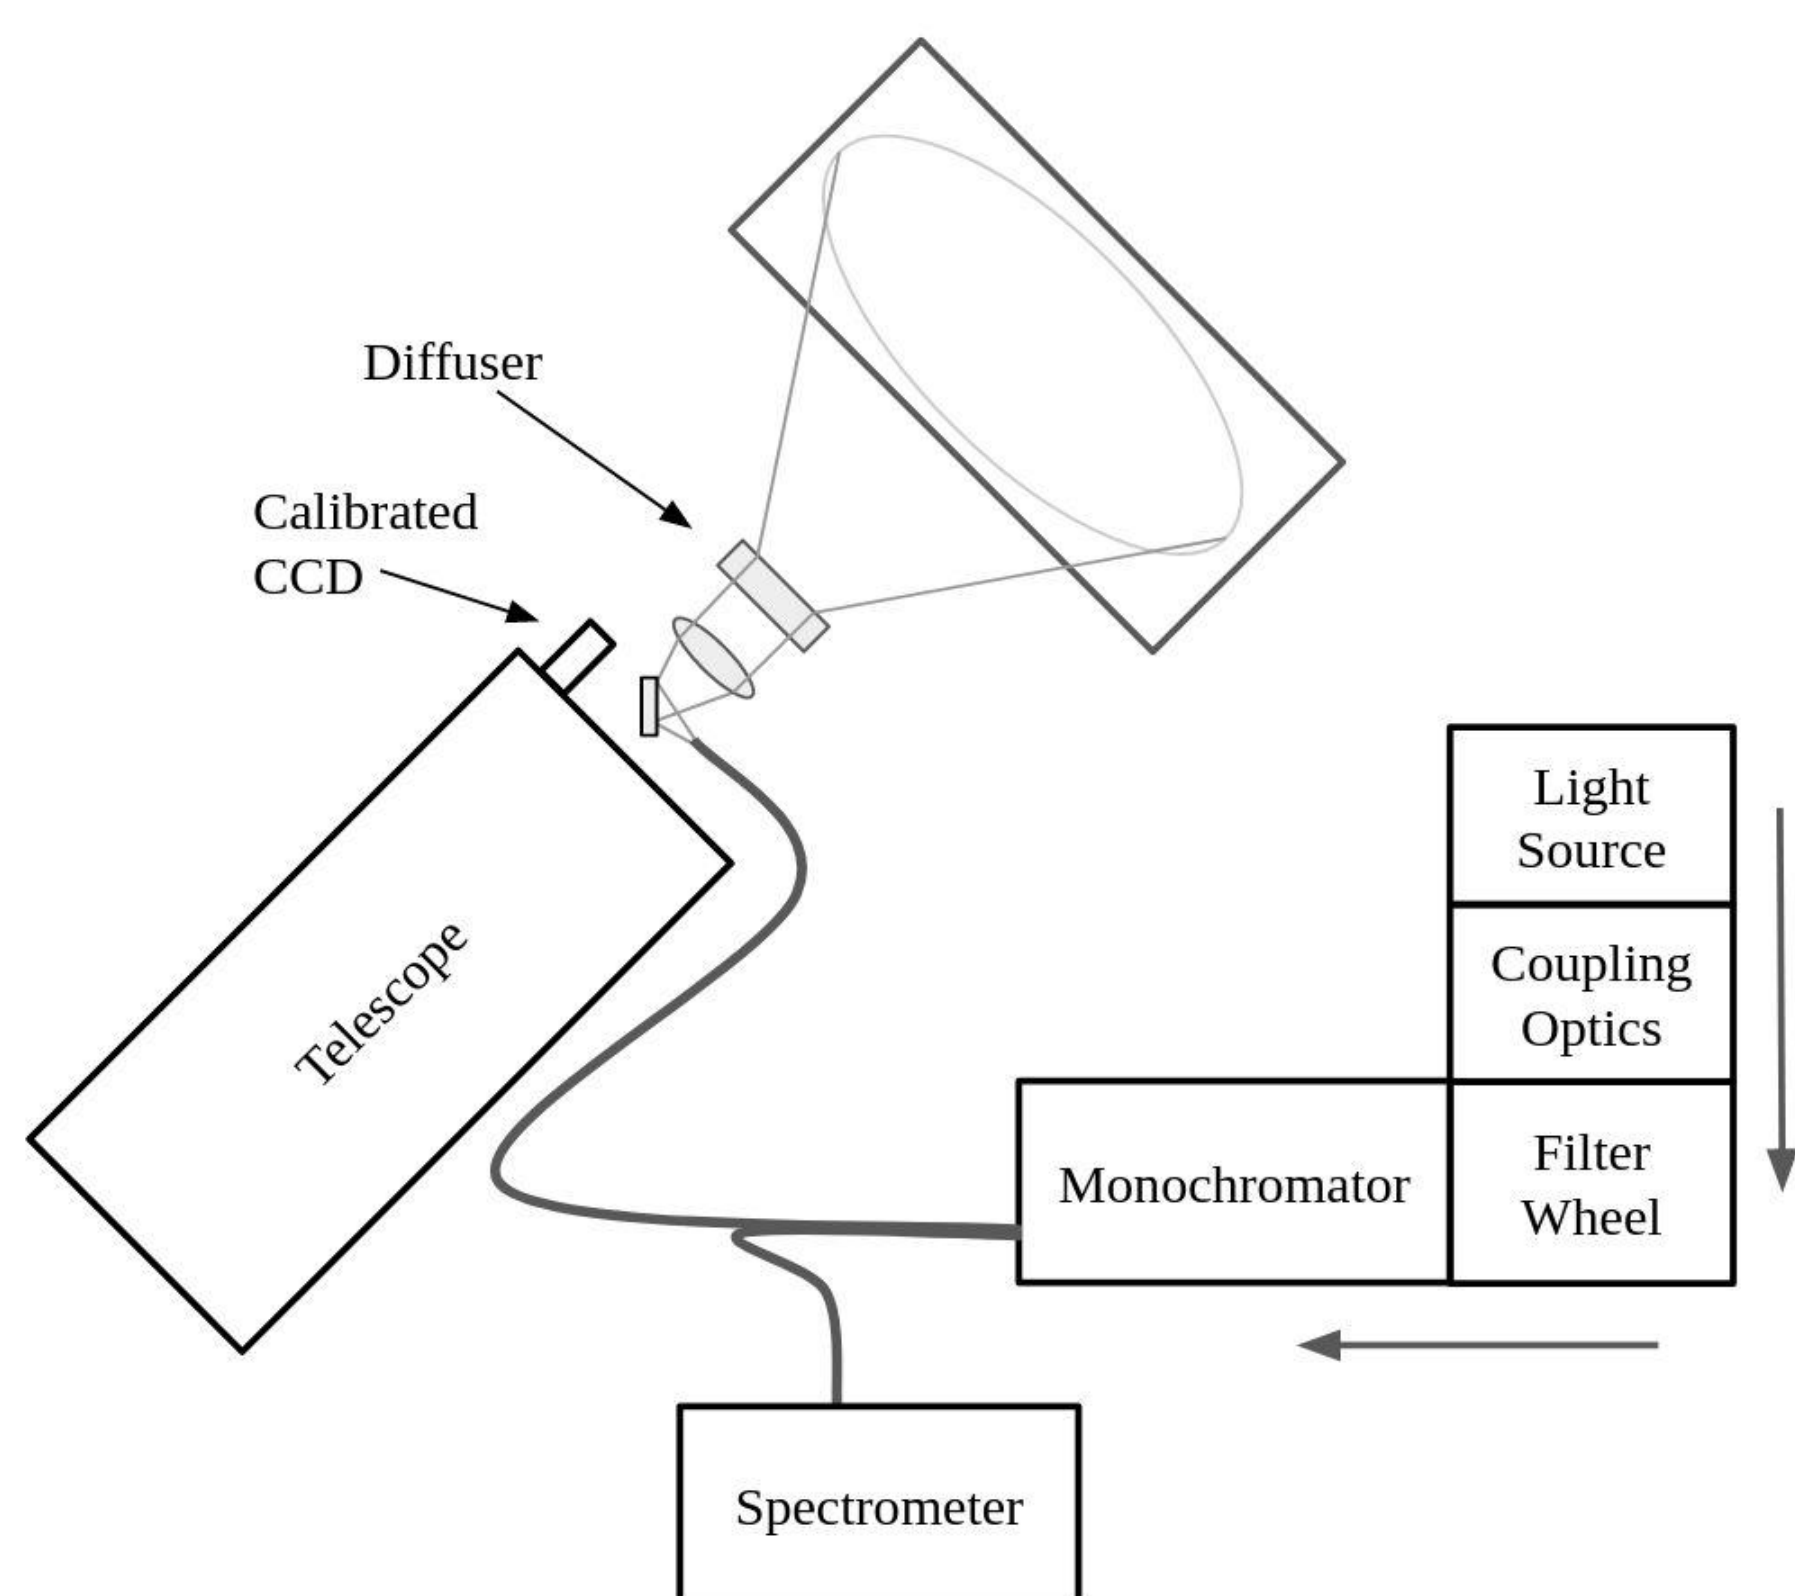 Diffuser
Calibrated
CCD
Telescope
Light
Source
Coupling
Optics
Monochromator
Filter
Wheel
Spectrometer